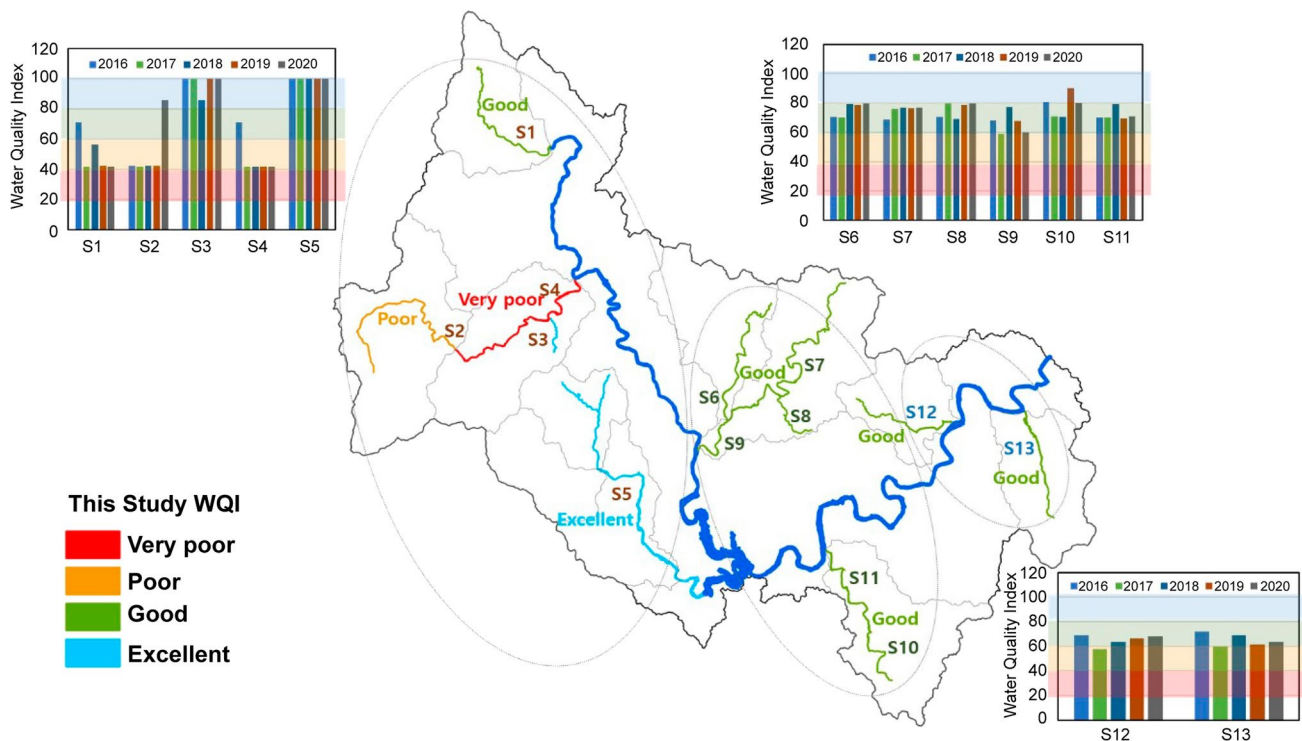 Water Quality Index
120
100
80
60
40
20
0
2016 2017 2018 2019 2020
S1 S2 S3 S4 S5
Water Quality Index
120
100
80
60
40
20
0
2016 2017 2018 2019 2020
S6 S7 S8 S9 S10 S11
Good
S1
S4
Very poor
Poor
S2
S3
S7
Good
S6
S8
S12
S9
Good
S13
Good
S5
Excellent
S11
Good
S10
This Study WQI
Very poor
Poor
Good
Excellent
Water Quality Index
120
100
80
60
40
20
0
2016 2017 2018 2019 2020
S12 S13